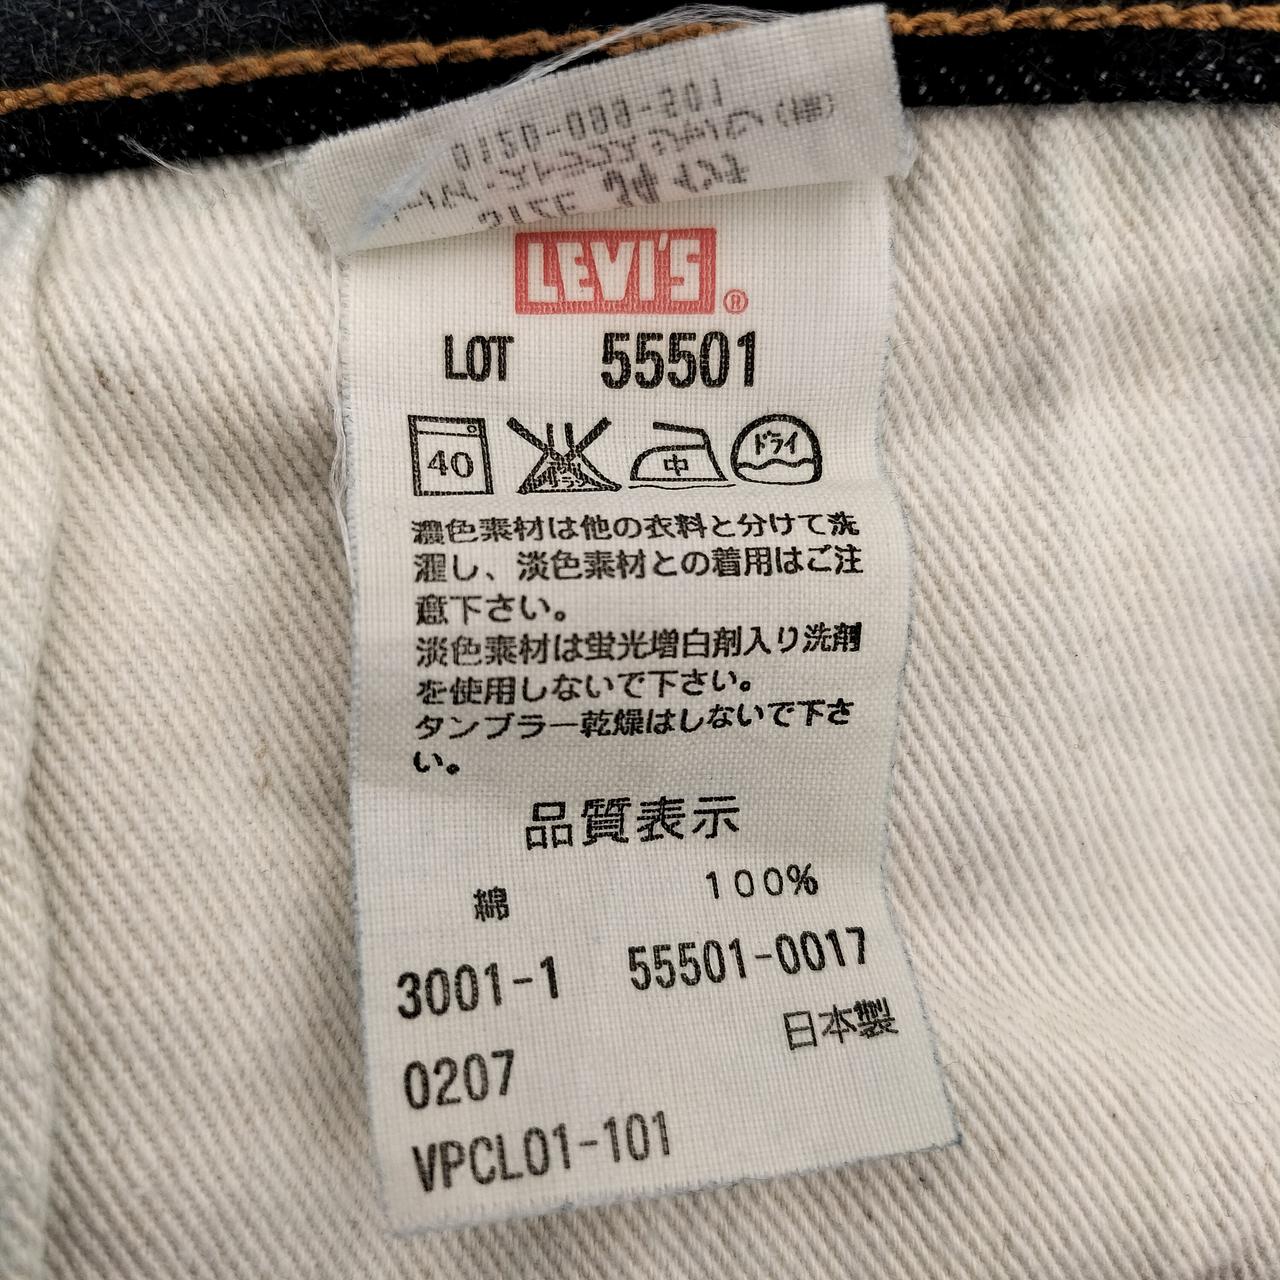 LEVI'S®
LOT 55501
40
中
ドライ
濃色素材は他の衣料と分けて洗
濯し、淡色素材との着用はご注
意下さい。
淡色素材は蛍光増白剤入り洗剤
を使用しないで下さい。
タンブラー乾燥はしないで下さ
い。
品質表示
綿 100%
3001-1 55501-0017
日本製
0207
VPCL01-101